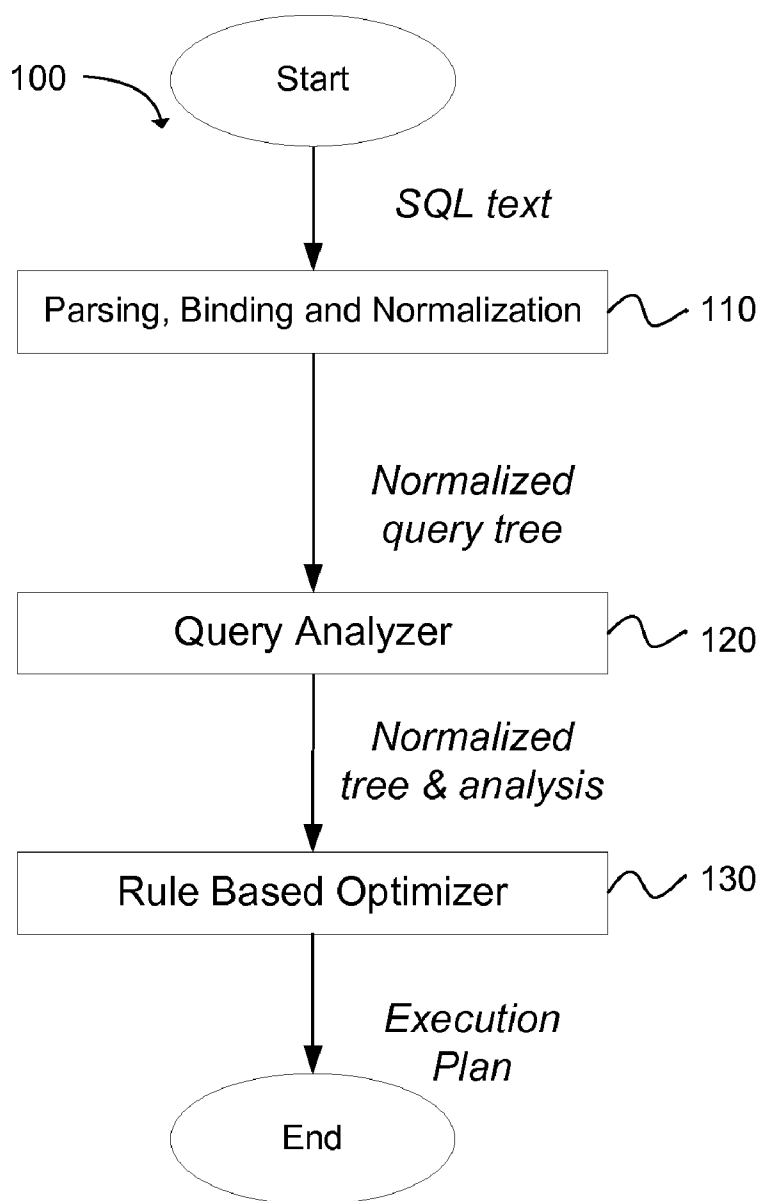 Start
100
SQL text
Parsing, Binding and Normalization
110
Normalized
query tree
Query Analyzer
120
Normalized
tree & analysis
Rule Based Optimizer
130
Execution
Plan
End